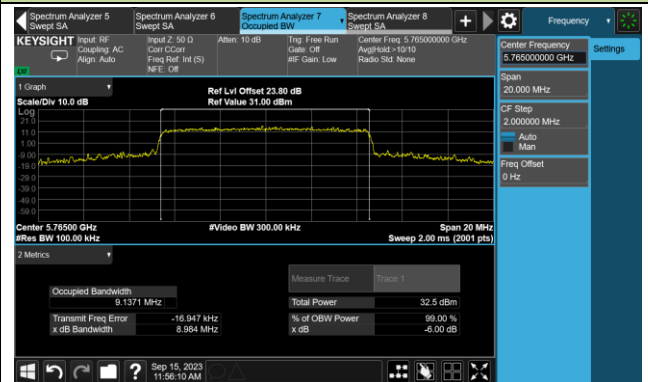 Spectrum Analyzer 5
Swept SA
Spectrum Analyzer 6
Swept SA
Spectrum Analyzer 7
Occupied BW
Spectrum Analyzer 8
Swept SA
+
Frequency
KEYSIGHT
Input: RF
Coupling: AC
Align: Auto
Input Z: 50 Ω
Corr CCorr
Freq Ref: Int (S)
NFE: Off
Atten: 10 dB
Trig: Free Run
Gate: Off
#IF Gain: Low
Center Freq: 5.765000000 GHz
Avg|Hold:>10/10
Radio Std: None
Center Frequency
5.765000000 GHz
Settings
Span
20.000 MHz
CF Step
2.000000 MHz
Auto
Man
Freq Offset
0 Hz
1 Graph
Scale/Div 10.0 dB
Ref Lvl Offset 23.80 dB
Ref Value 31.00 dBm
Log
21.0
11.0
1.00
-9.00
-19.0
-29.0
-39.0
-49.0
-59.0
Center 5.76500 GHz
#Res BW 100.00 kHz
#Video BW 300.00 kHz
Span 20 MHz
Sweep 2.00 ms (2001 pts)
2 Metrics
Measure Trace
Trace 1
Occupied Bandwidth
9.1371 MHz
Total Power
32.5 dBm
Transmit Freq Error
-16.947 kHz
% of OBW Power
99.00 %
x dB Bandwidth
8.984 MHz
x dB
-6.00 dB
?
Sep 15, 2023
11:56:10 AM